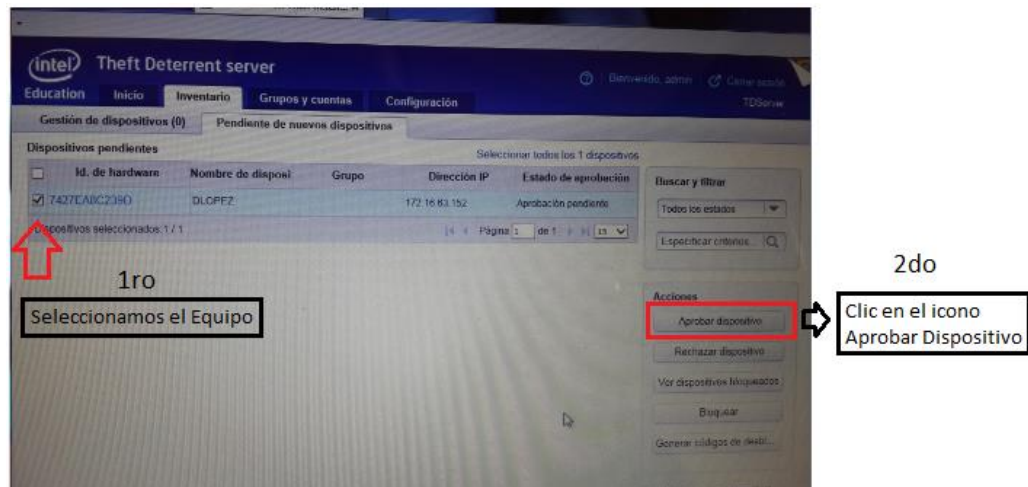 intel Theft Deterrent server
Education Inicio Inventario Grupos y cuentas Configuración
Bienvenido, admin
TDServer
Gestión de dispositivos (0) Pendiente de nuevos dispositivos
Dispositivos pendientes
Seleccionar todos los 1 dispositivos
Id. de hardware Nombre de disposi Grupo Dirección IP Estado de aprobación
DLOPEZ 172.16.83.152 Aprobación pendiente
Dispositivos seleccionados: 1 / 1
Página 1 de 1 15
Buscar y filtrar
Todos los estados
Especificar criterios...
1ro
Seleccionamos el Equipo
Acciones
Aprobar dispositivo
Rechazar dispositivo
Ver dispositivos bloqueados
Bloquear
Generar códigos de desbl...
2do
Clic en el icono
Aprobar Dispositivo